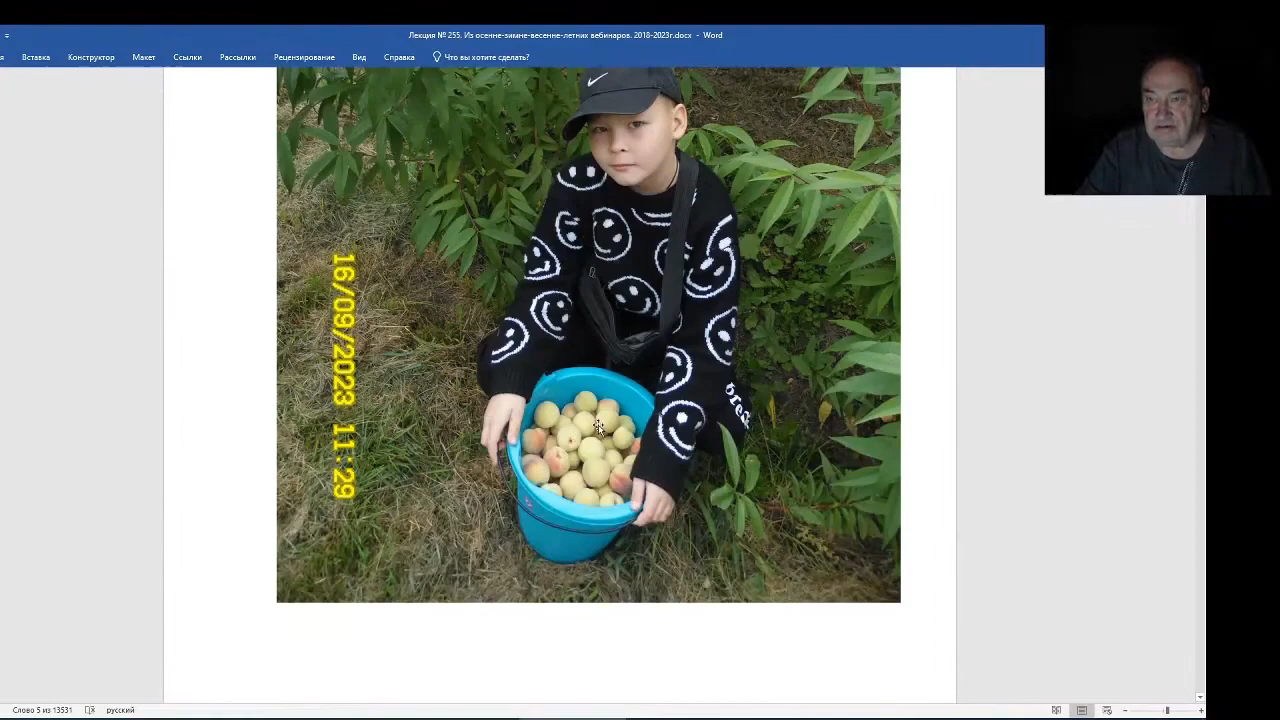 Лекция № 255. Из осенне-зимне-весенне-летних вебинаров. 2018-2023г.docx - Word
Вставка Конструктор Макет Ссылки Рассылки Рецензирование Вид Справка Что вы хотите сделать?
16/09/2023 11:29
Слово 5 из 13531 русский